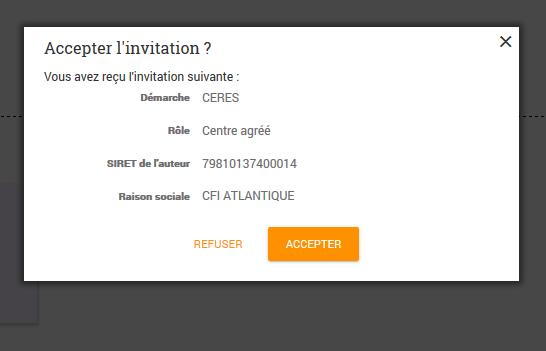 Accepter l'invitation ?
Vous avez reçu l'invitation suivante :
Démarche CERES
Rôle Centre agréé
SIRET de l'auteur 79810137400014
Raison sociale CFI ATLANTIQUE
REFUSER ACCEPTER